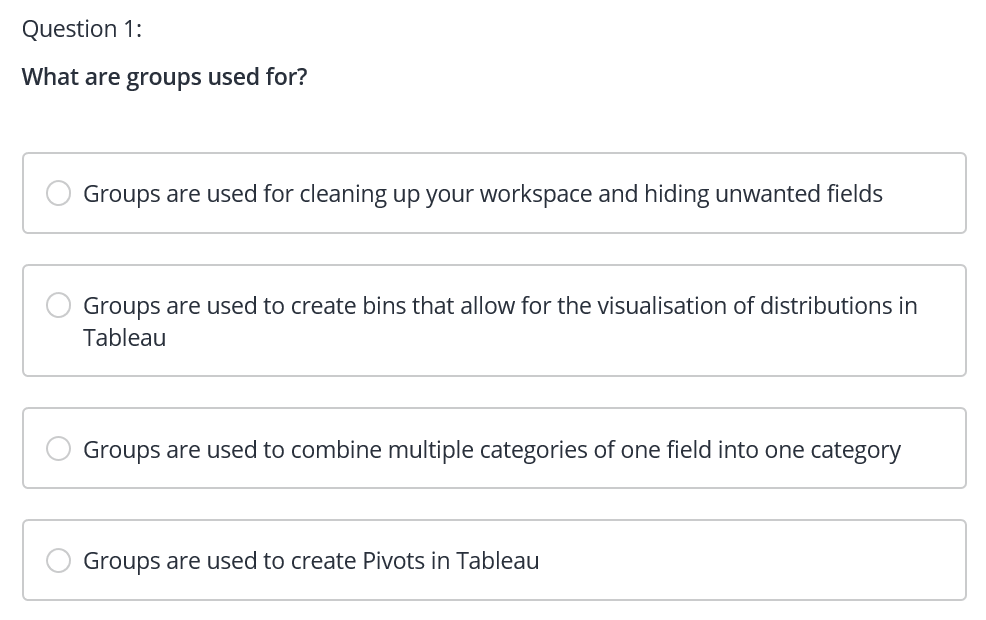 Question 1:
What are groups used for?
Groups are used for cleaning up your workspace and hiding unwanted fields
Groups are used to create bins that allow for the visualisation of distributions in
Tableau
Groups are used to combine multiple categories of one field into one category
Groups are used to create Pivots in Tableau